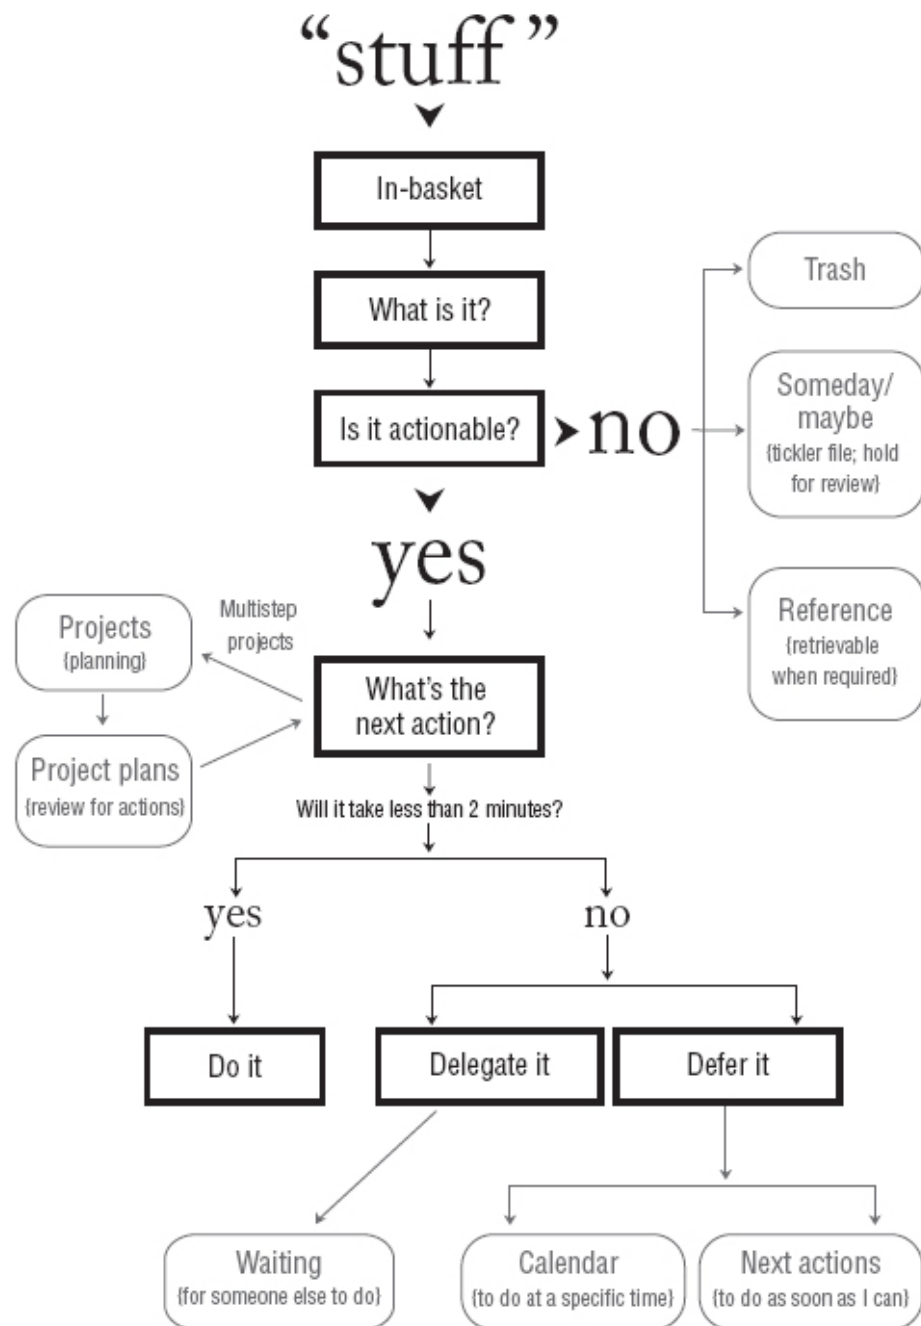 “stuff”
In-basket
What is it?
Is it actionable?
no
Trash
Someday/
maybe
{tickler file; hold
for review}
Reference
{retrievable
when required}
yes
Multistep
projects
Projects
{planning}
Project plans
{review for actions}
What's the
next action?
Will it take less than 2 minutes?
yes
no
Do it
Delegate it
Defer it
Waiting
{for someone else to do}
Calendar
{to do at a specific time}
Next actions
{to do as soon as I can}